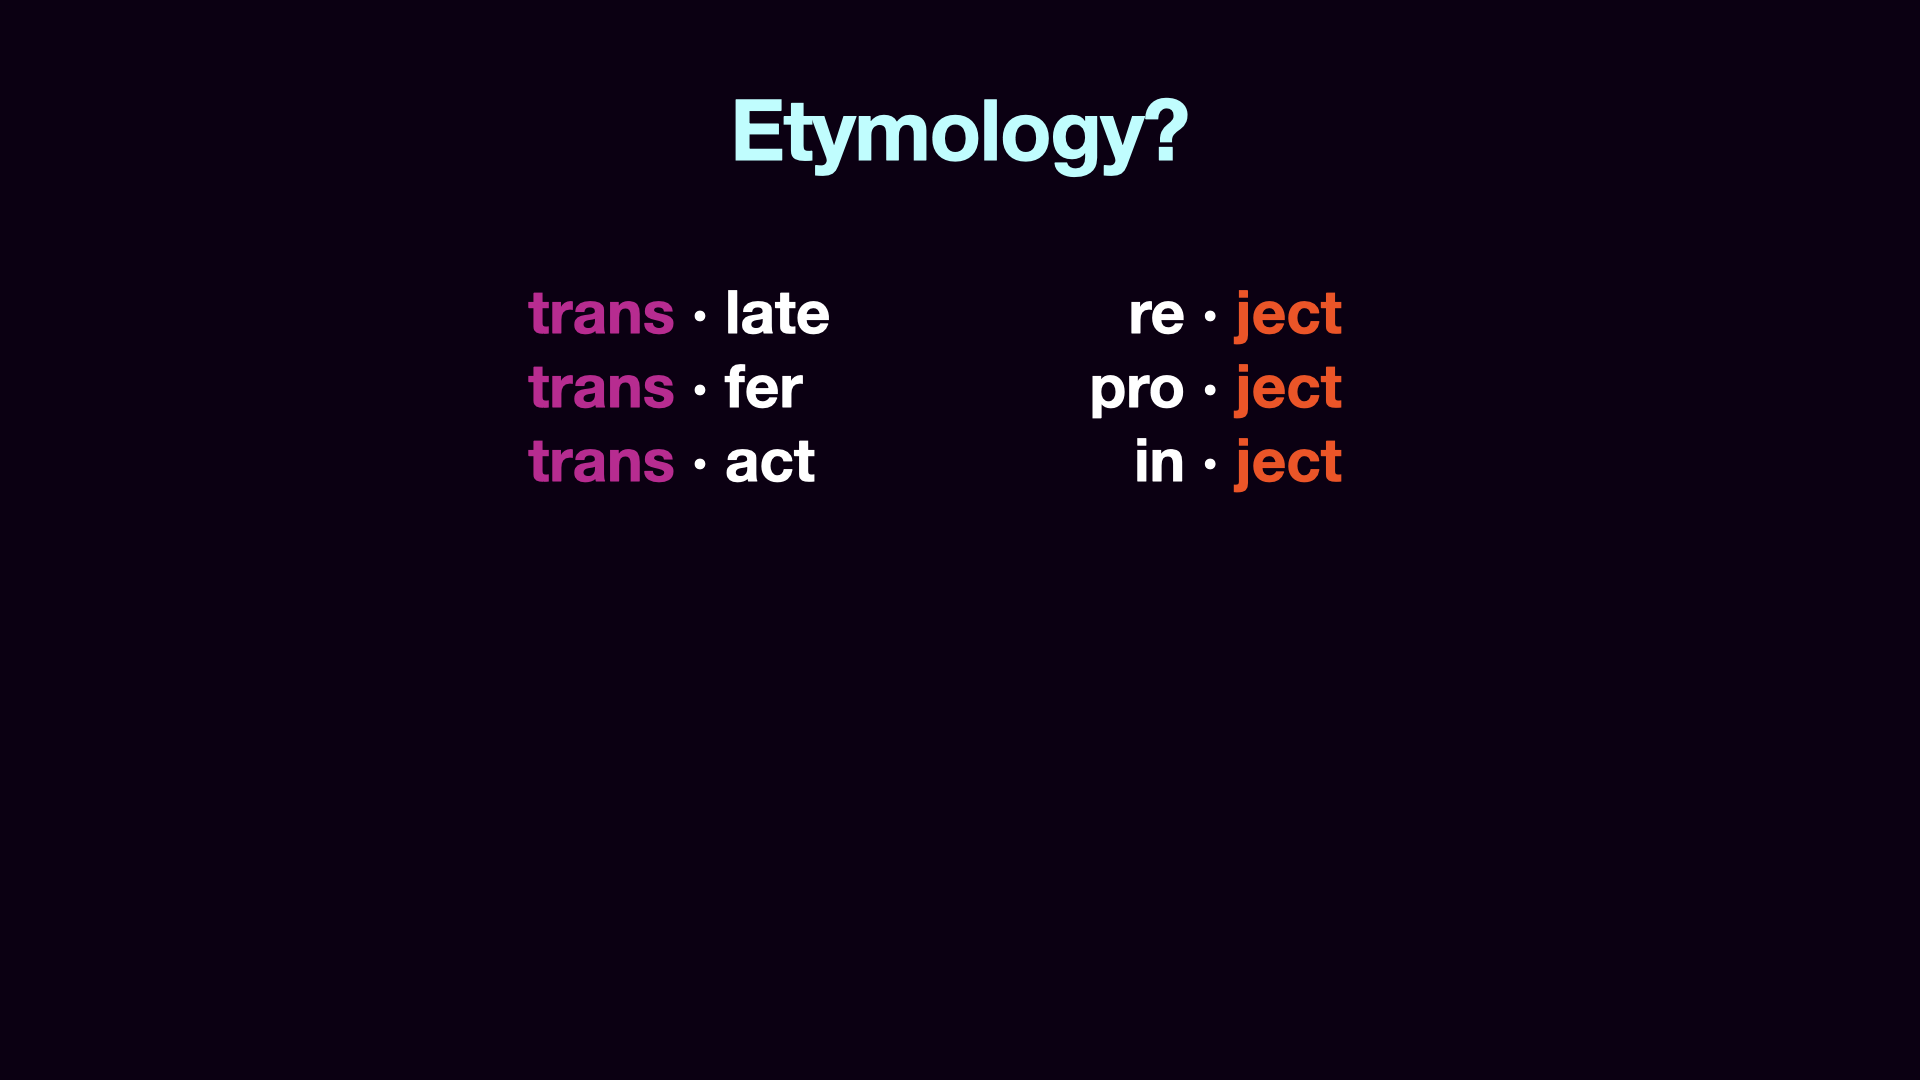 Etymology?
trans · late
trans · fer
trans · act
re · ject
pro · ject
in · ject